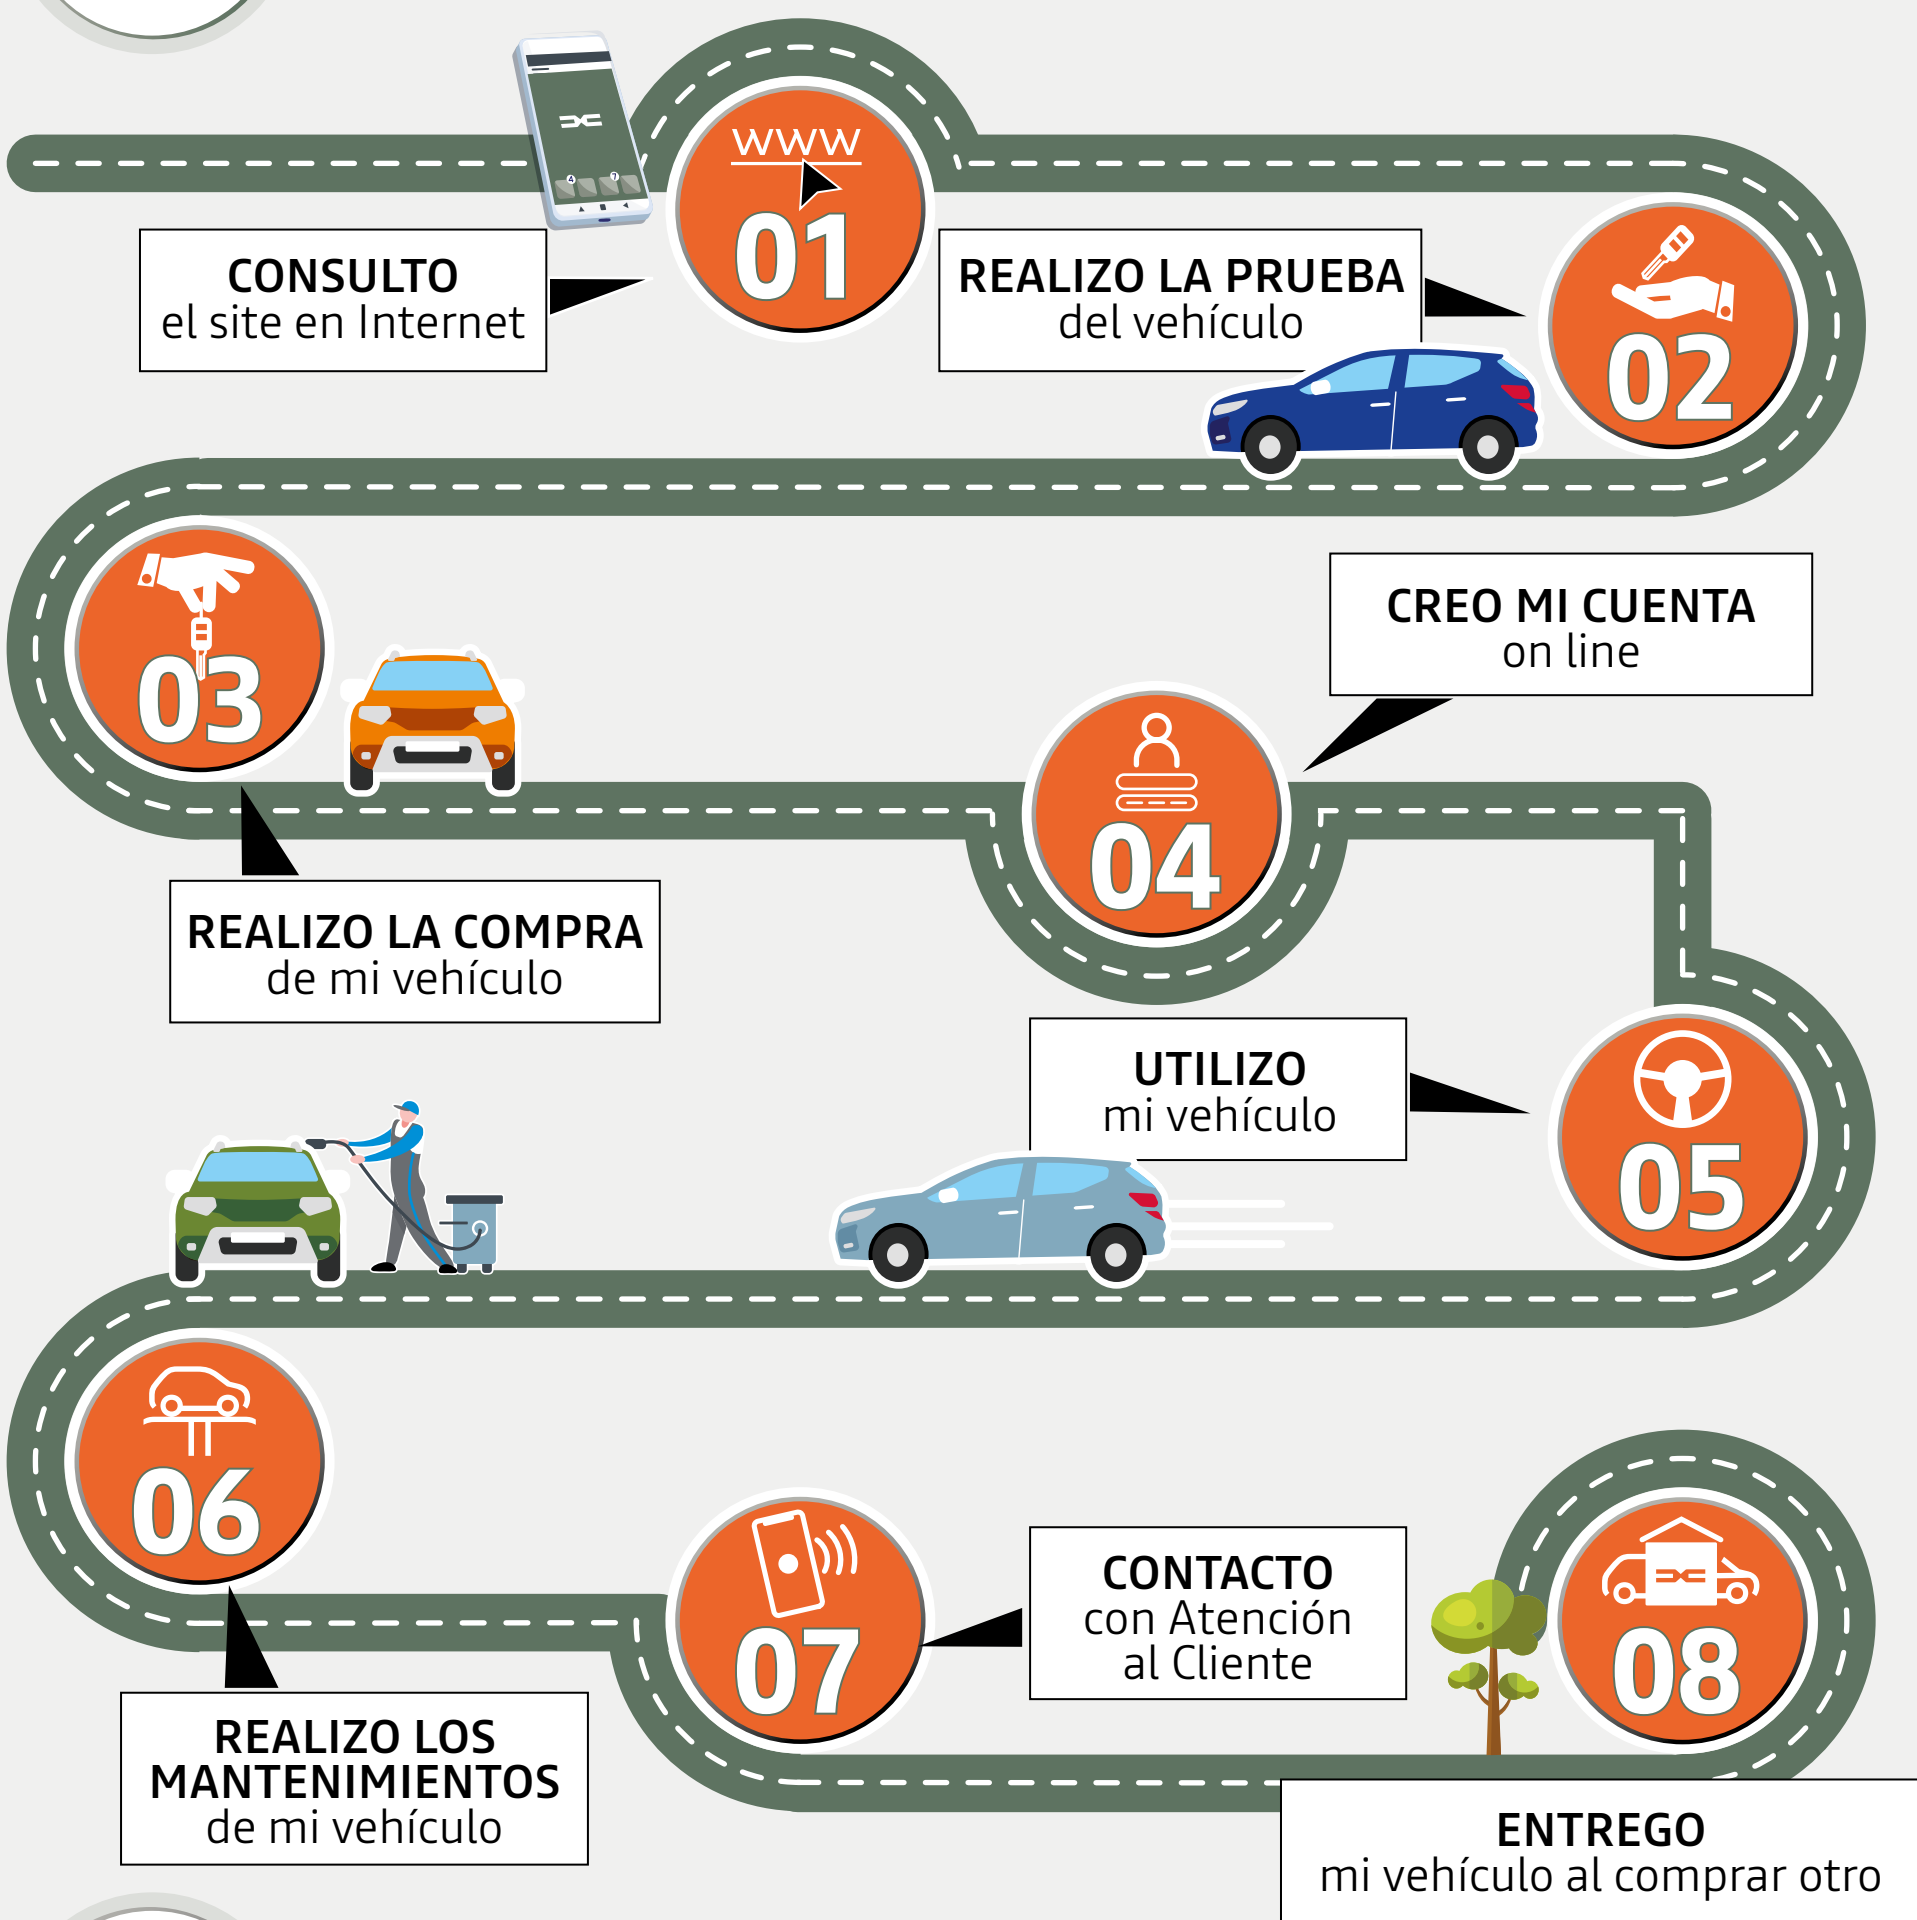 www
01
CONSULTO
el site en Internet
REALIZO LA PRUEBA
del vehículo
02
03
CREO MI CUENTA
on line
04
REALIZO LA COMPRA
de mi vehículo
UTILIZO
mi vehículo
05
06
07
CONTACTO
con Atención
al Cliente
08
REALIZO LOS
MANTENIMIENTOS
de mi vehículo
ENTREGO
mi vehículo al comprar otro